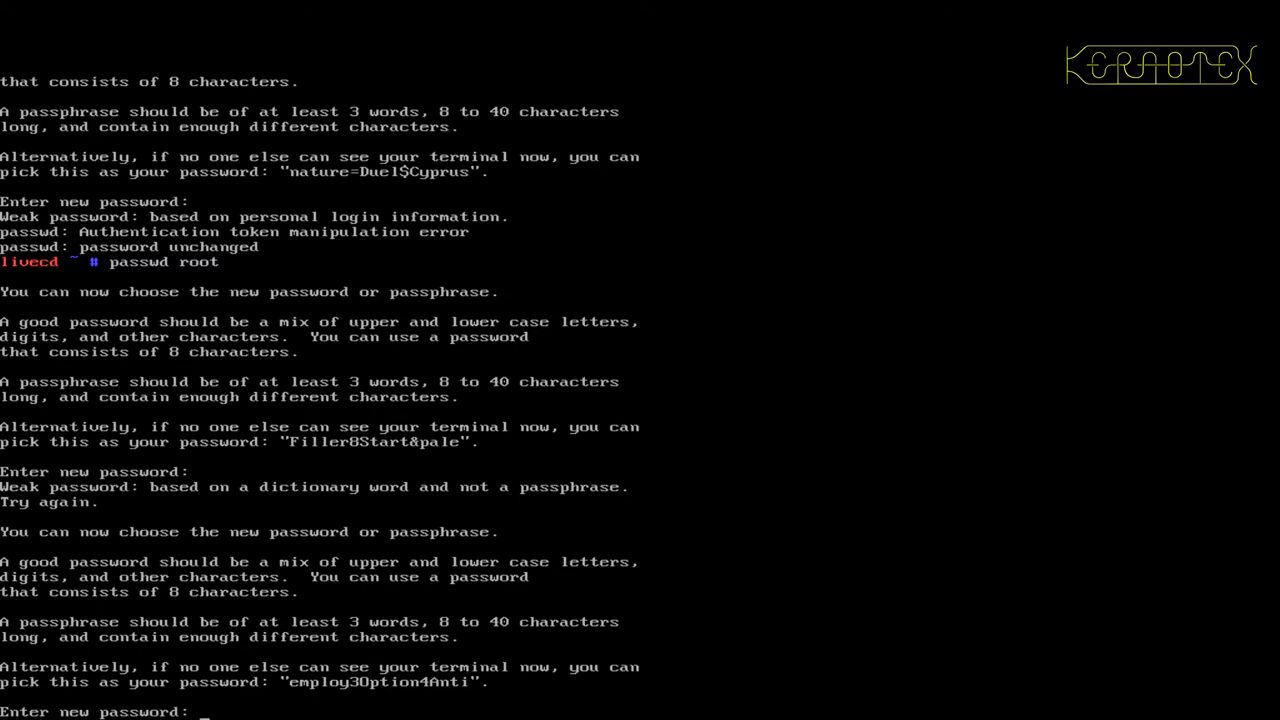 KERNOTEX
that consists of 8 characters.
A passphrase should be of at least 3 words, 8 to 40 characters
long, and contain enough different characters.
Alternatively, if no one else can see your terminal now, you can
pick this as your password: "nature=Duel$Cyprus".
Enter new password:
Weak password: based on personal login information.
passwd: Authentication token manipulation error
passwd: password unchanged
livecd ~ # passwd root
You can now choose the new password or passphrase.
A good password should be a mix of upper and lower case letters,
digits, and other characters.  You can use a password
that consists of 8 characters.
A passphrase should be of at least 3 words, 8 to 40 characters
long, and contain enough different characters.
Alternatively, if no one else can see your terminal now, you can
pick this as your password: "Filler8Start&pale".
Enter new password:
Weak password: based on a dictionary word and not a passphrase.
Try again.
You can now choose the new password or passphrase.
A good password should be a mix of upper and lower case letters,
digits, and other characters.  You can use a password
that consists of 8 characters.
A passphrase should be of at least 3 words, 8 to 40 characters
long, and contain enough different characters.
Alternatively, if no one else can see your terminal now, you can
pick this as your password: "employ3Option4Anti".
Enter new password: _